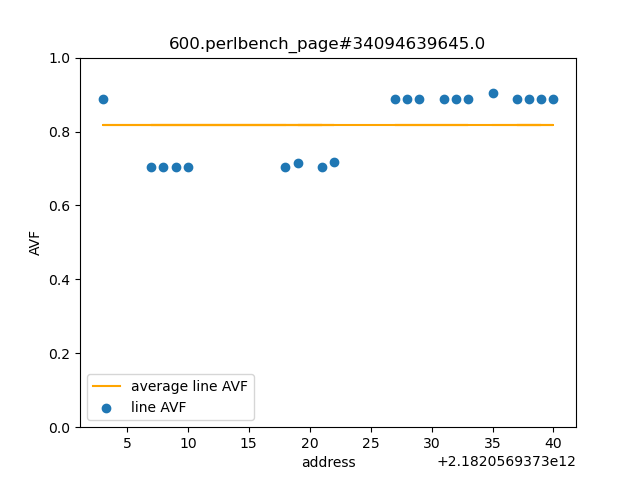 600.perlbench_page#34094639645.0
1.0
0.8
0.6
0.4
0.2
0.0
AVF
average line AVF
line AVF
5 10 15 20 25 30 35 40
address
+2.1820569373e12